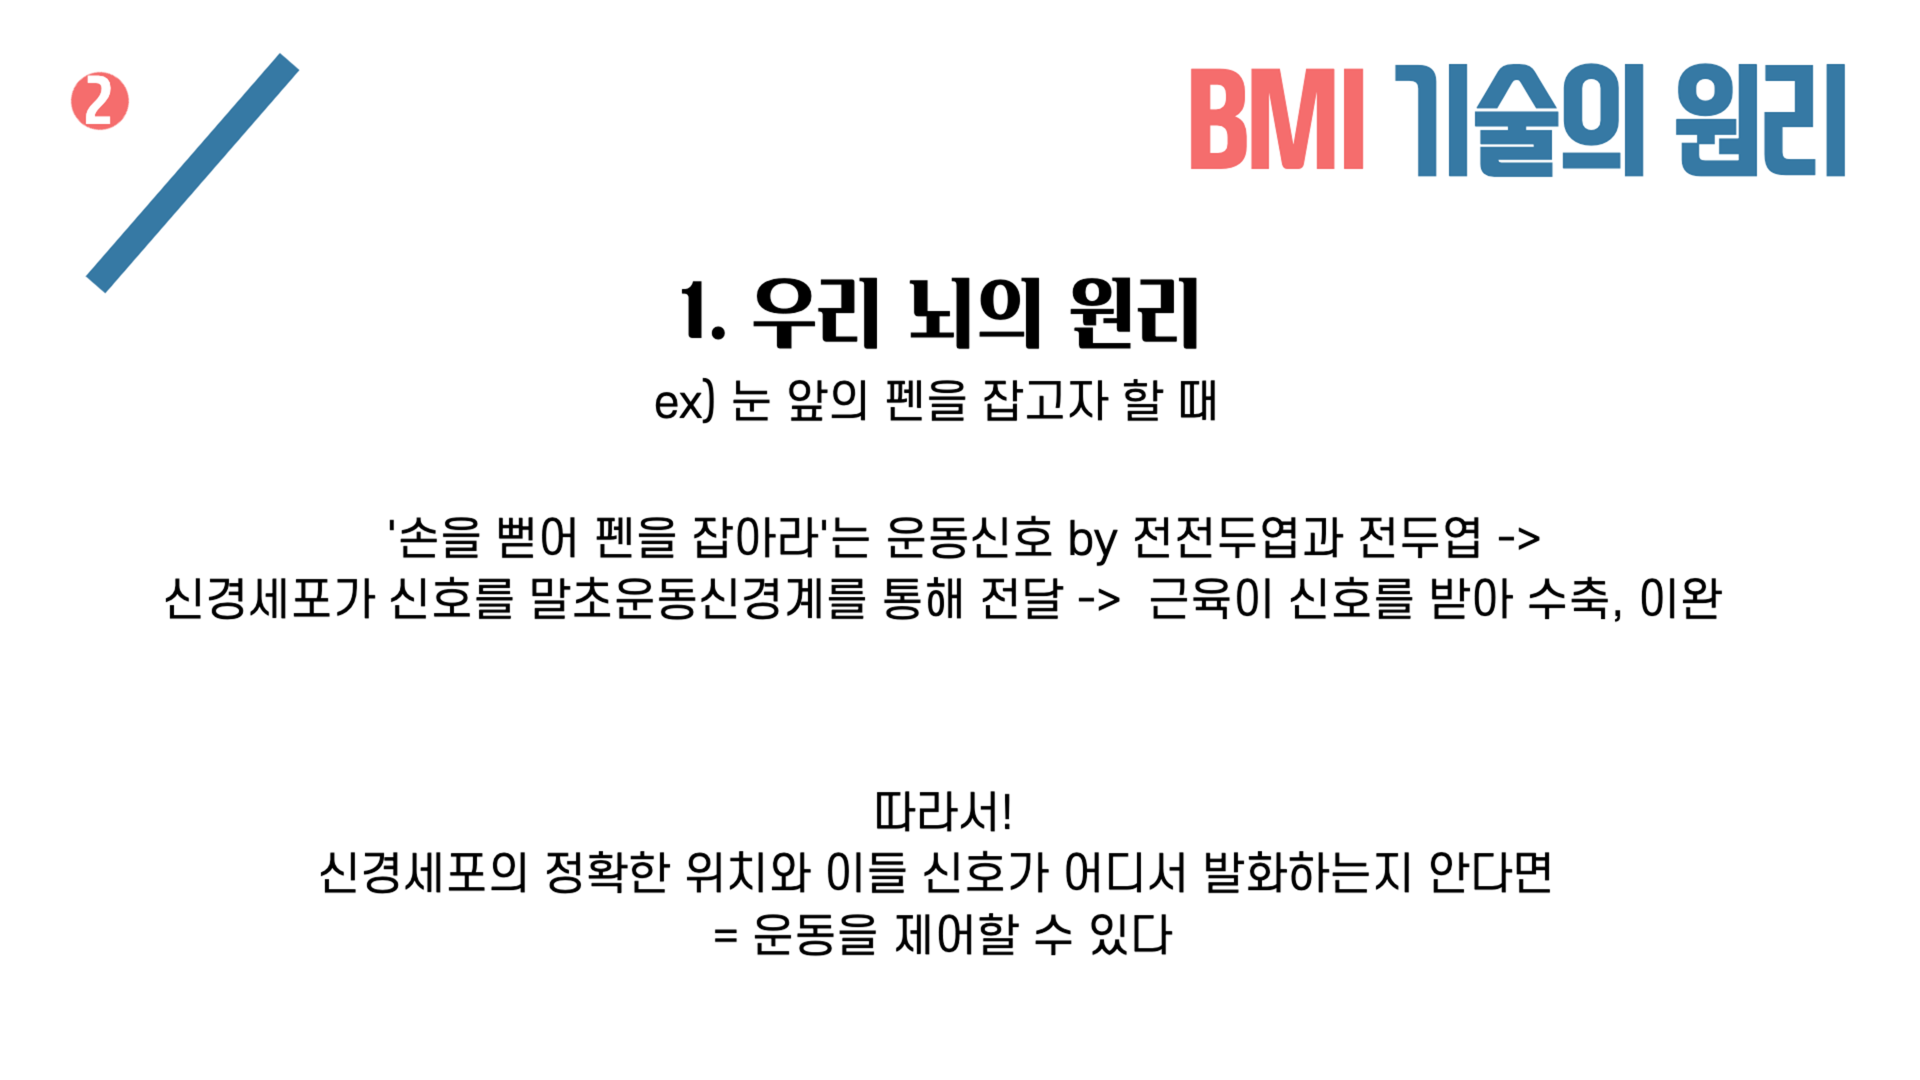 2
BMI 기술의 원리
1. 우리 뇌의 원리
ex) 눈 앞의 펜을 잡고자 할 때
'손을 뻗어 펜을 잡아라'는 운동신호 by 전전두엽과 전두엽 ->
신경세포가 신호를 말초운동신경계를 통해 전달 -> 근육이 신호를 받아 수축, 이완
따라서!
신경세포의 정확한 위치와 이들 신호가 어디서 발화하는지 안다면
= 운동을 제어할 수 있다